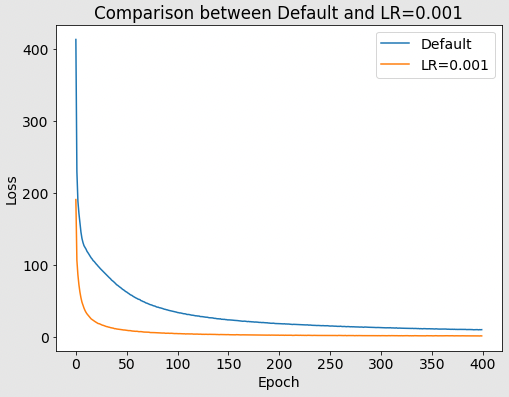 Comparison between Default and LR=0.001
Default
LR=0.001
Loss
400
300
200
100
0
0 50 100 150 200 250 300 350 400
Epoch